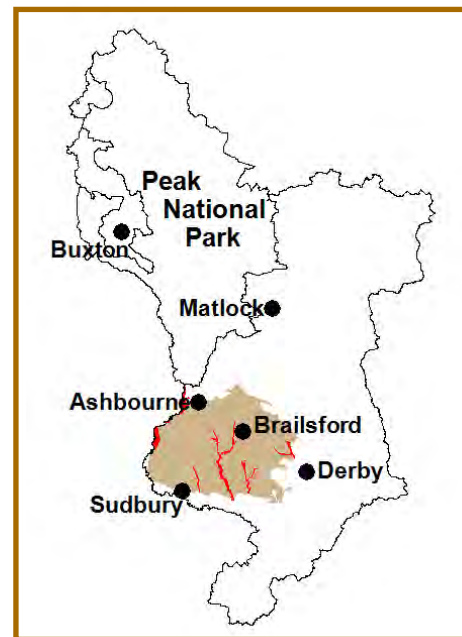 Peak
National
Park
Buxton
Matlock
Ashbourne
Brailsford
Derby
Sudbury